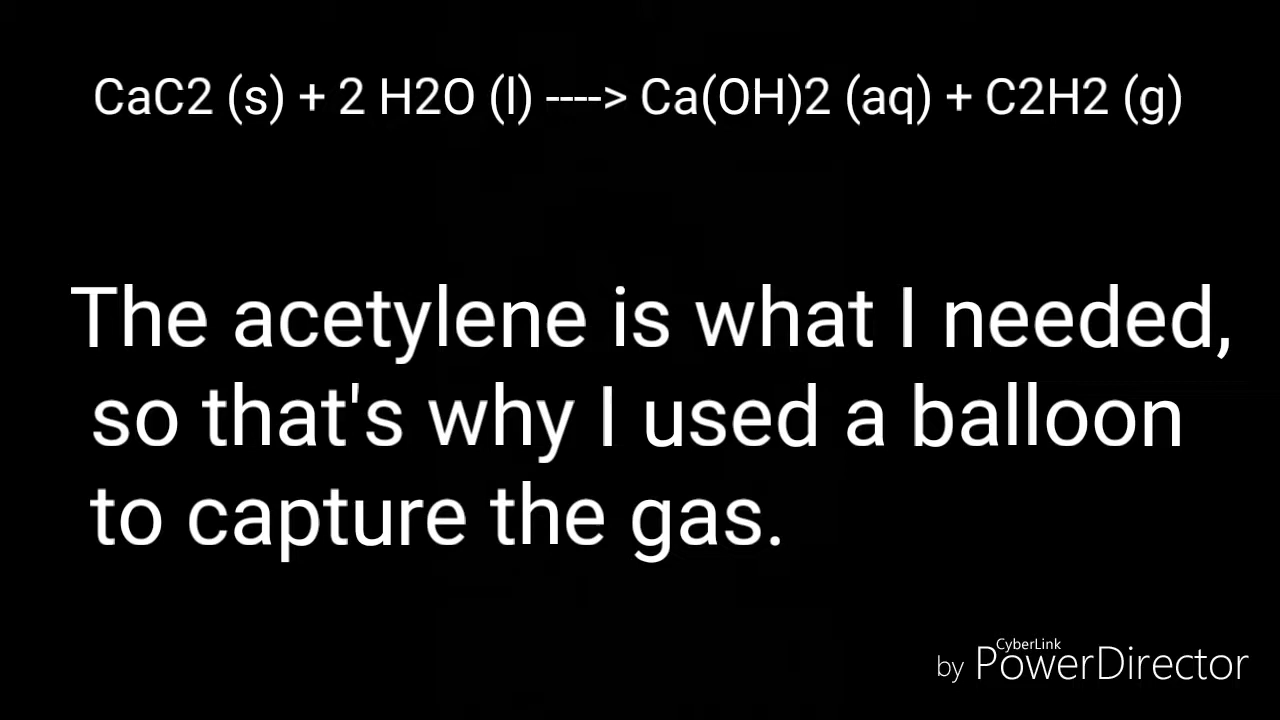 CaC2 (s) + 2 H2O (l) ----> Ca(OH)2 (aq) + C2H2 (g)
The acetylene is what I needed,
so that's why I used a balloon
to capture the gas.
CyberLink
by PowerDirector